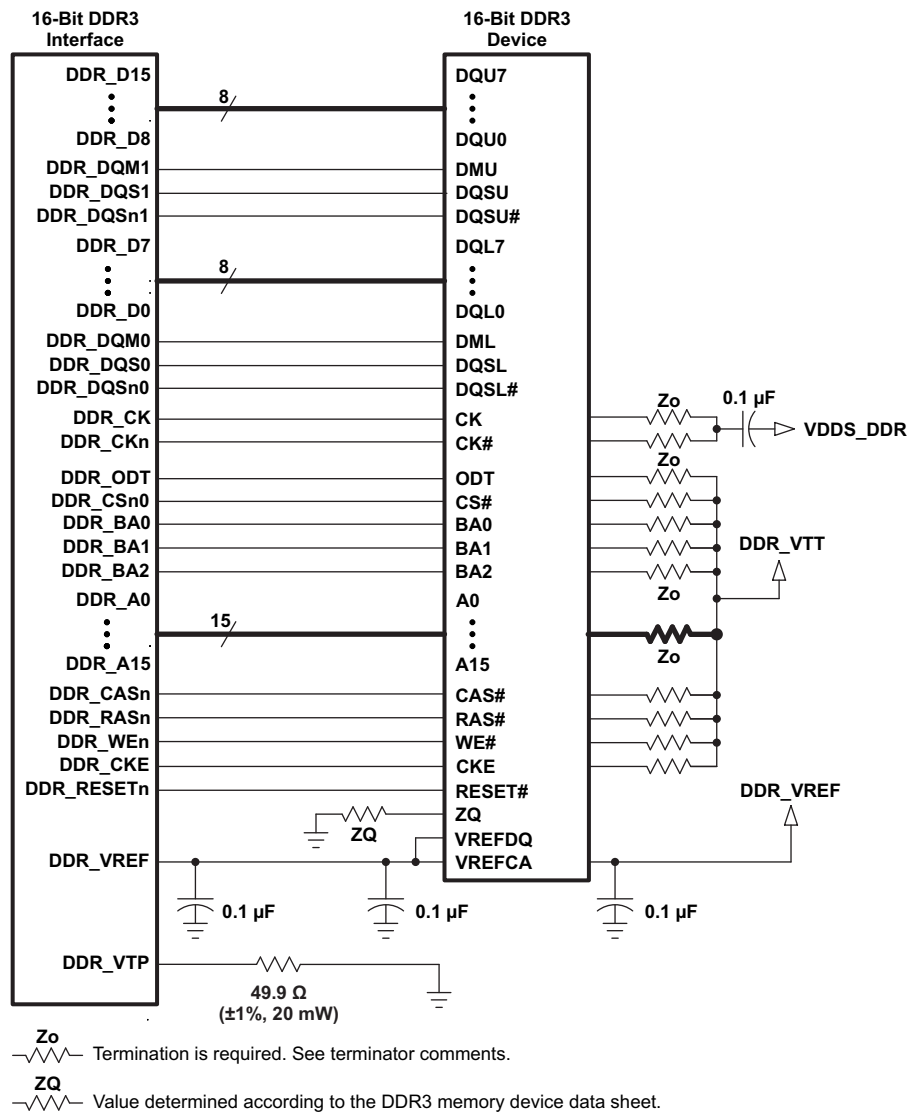 16-Bit DDR3
Interface
16-Bit DDR3
Device
DDR_D15
DQU7
8
DDR_D8
DQU0
DDR_DQM1
DMU
DDR_DQS1
DQSU
DDR_DQSn1
DQSU#
DDR_D7
DQL7
8
DDR_D0
DQL0
DDR_DQM0
DML
DDR_DQS0
DQSL
DDR_DQSn0
DQSL#
Zo
0.1 µF
DDR_CK
CK
VDDS_DDR
DDR_CKn
CK#
Zo
DDR_ODT
ODT
DDR_CSn0
CS#
DDR_BA0
BA0
DDR_BA1
BA1
DDR_VTT
DDR_BA2
BA2
Zo
DDR_A0
A0
15
Zo
DDR_A15
A15
DDR_CASn
CAS#
DDR_RASn
RAS#
DDR_WEn
WE#
DDR_CKE
CKE
DDR_RESETn
RESET#
DDR_VREF
ZQ
ZQ
VREFDQ
DDR_VREF
VREFCA
0.1 µF
0.1 µF
0.1 µF
DDR_VTP
49.9 Ω
(±1%, 20 mW)
Zo
Termination is required. See terminator comments.
ZQ
Value determined according to the DDR3 memory device data sheet.